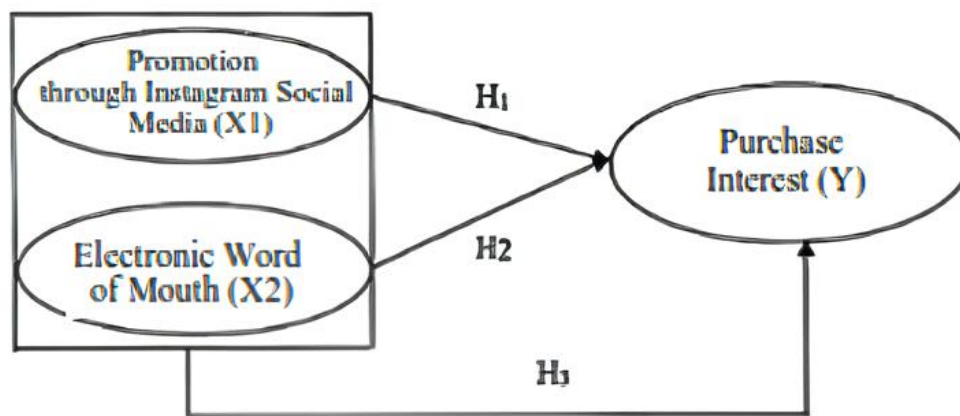 Promotion
through Instagram Social
Media (X1)
H1
Purchase
Interest (Y)
Electronic Word
of Mouth (X2)
H2
H3